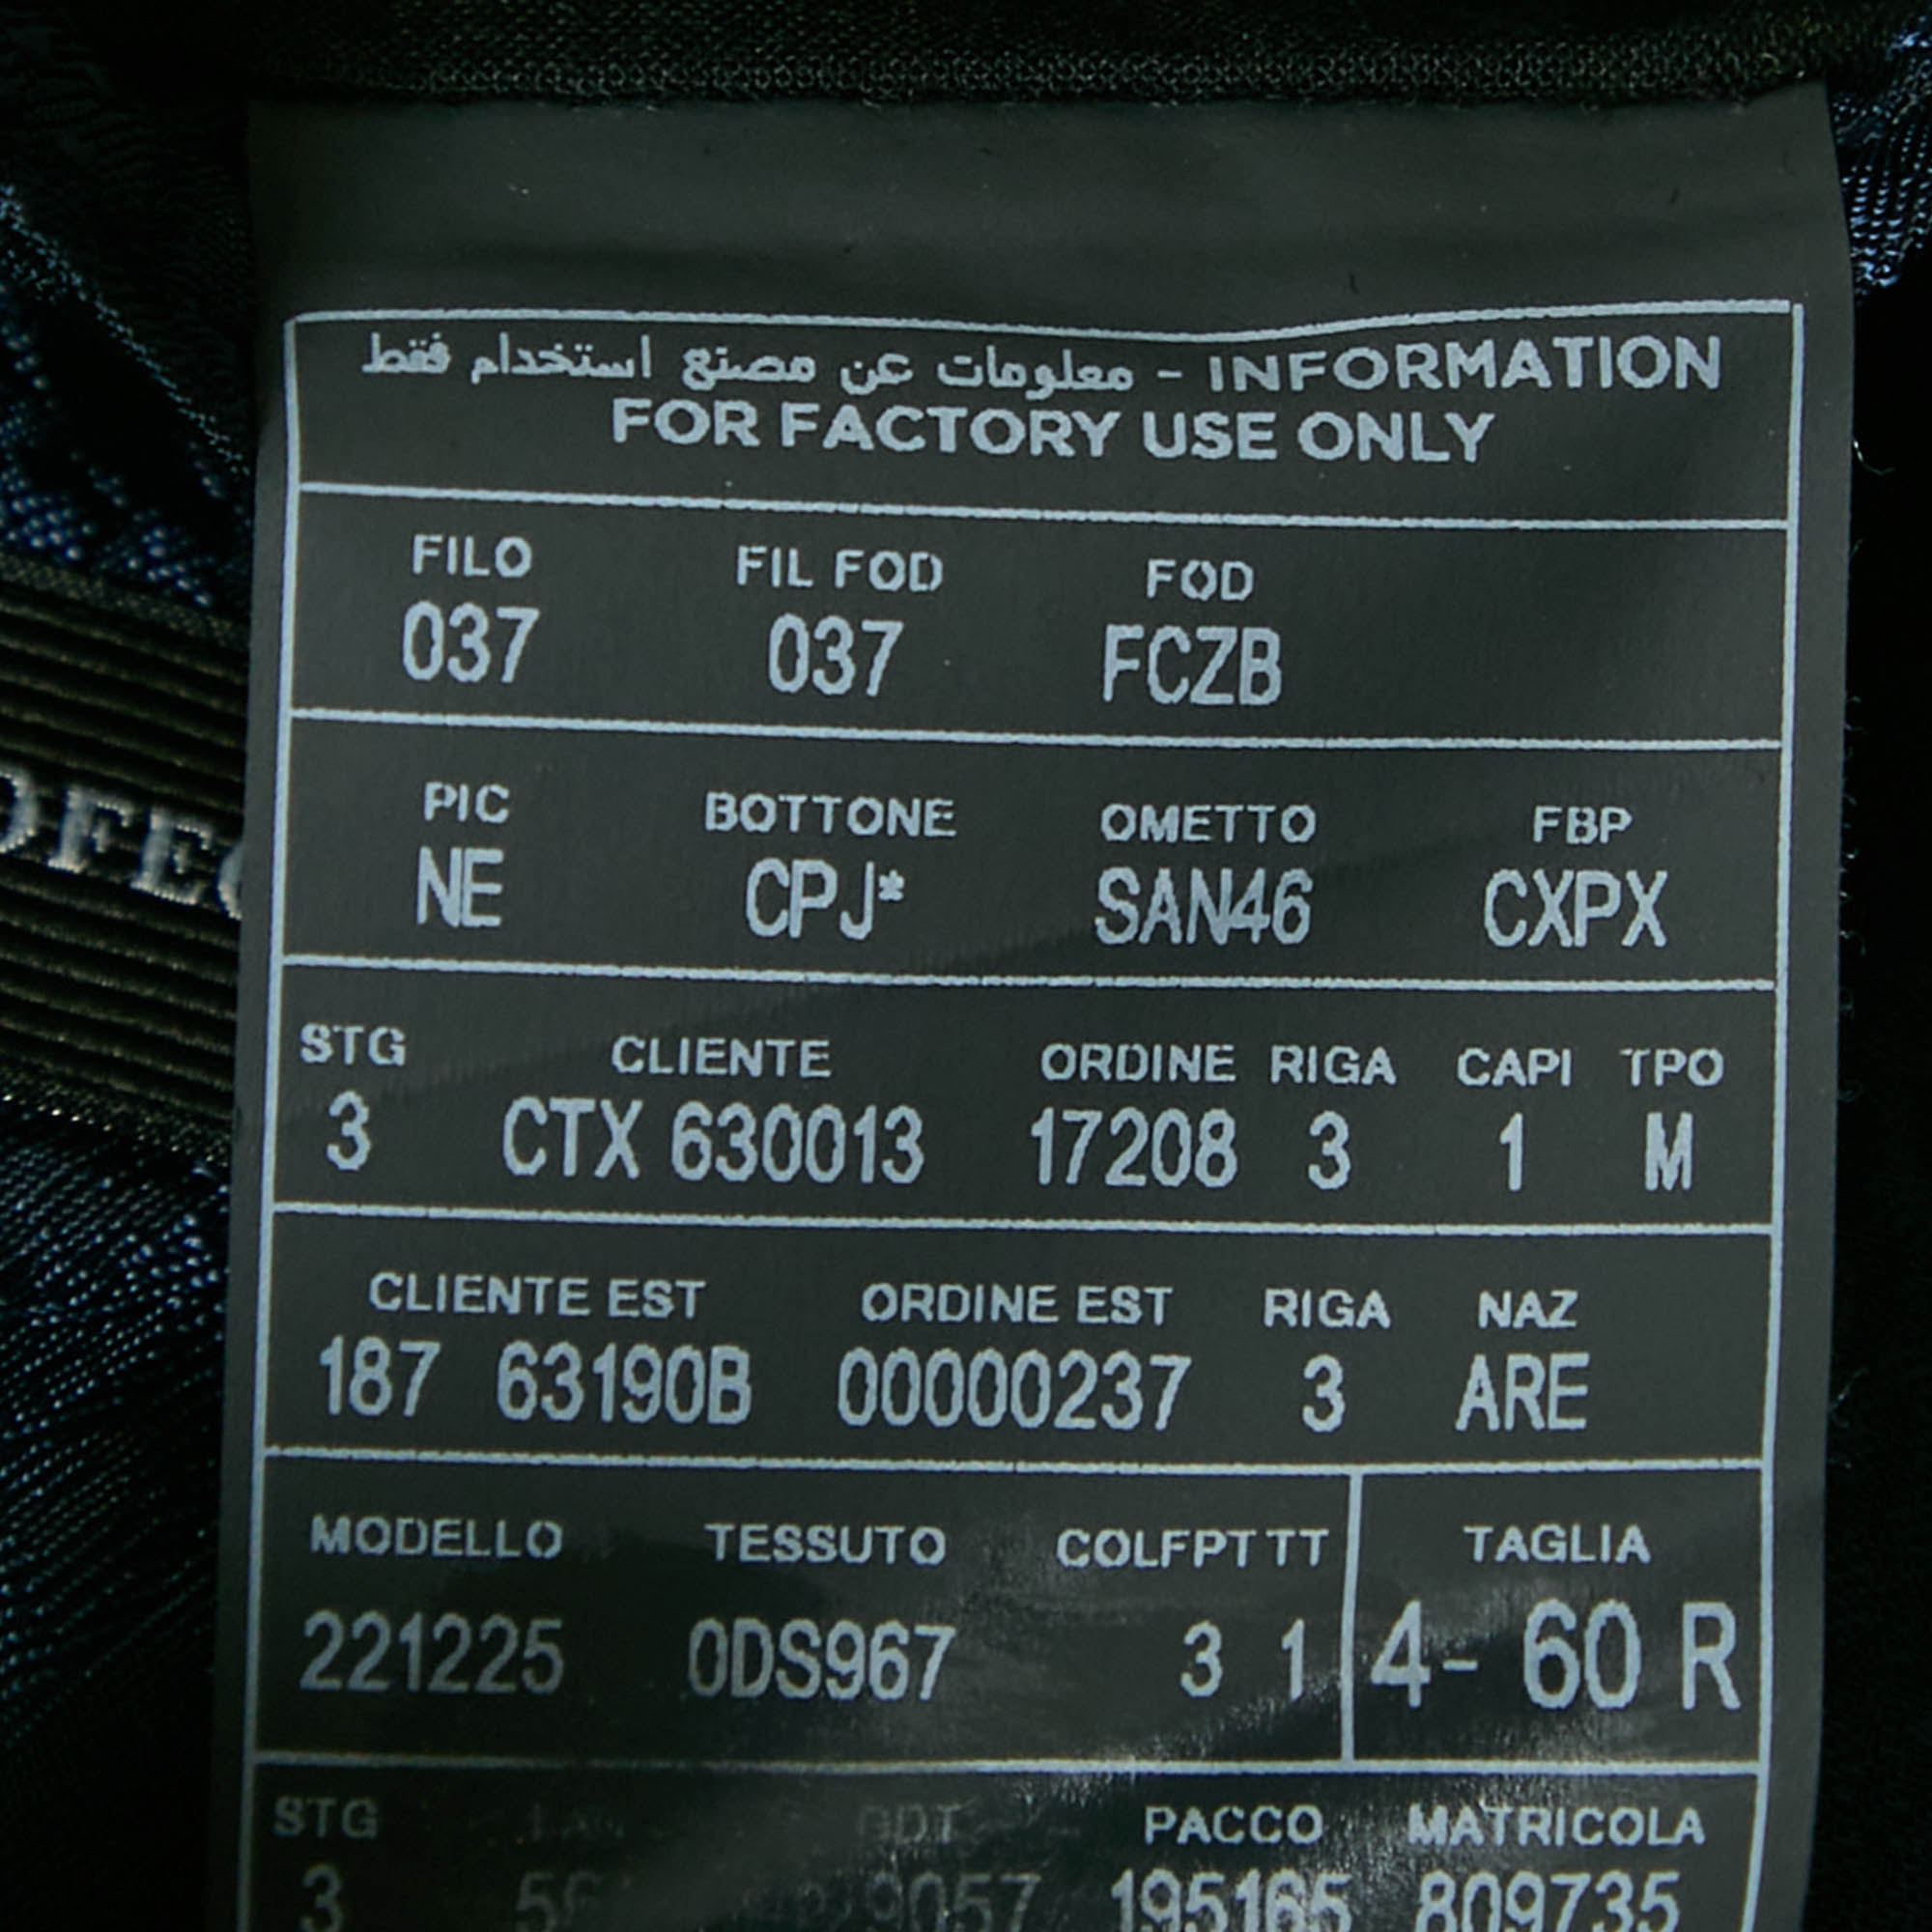 معلومات عن مصنع استخدام فقط - INFORMATION
FOR FACTORY USE ONLY
FILO FIL FOD FOD
037 037 FCZB
PIC BOTTONE OMETTO FBP
NE CPJ* SAN46 CXPX
STG CLIENTE ORDINE RIGA CAPI TPO
3 CTX 630013 17208 3 1 M
CLIENTE EST ORDINE EST RIGA NAZ
187 63190B 00000237 3 ARE
MODELLO TESSUTO COLFPTTT TAGLIA
221225 0DS967 3 1 4- 60 R
STG PACCO MATRICOLA
3 195165 809735